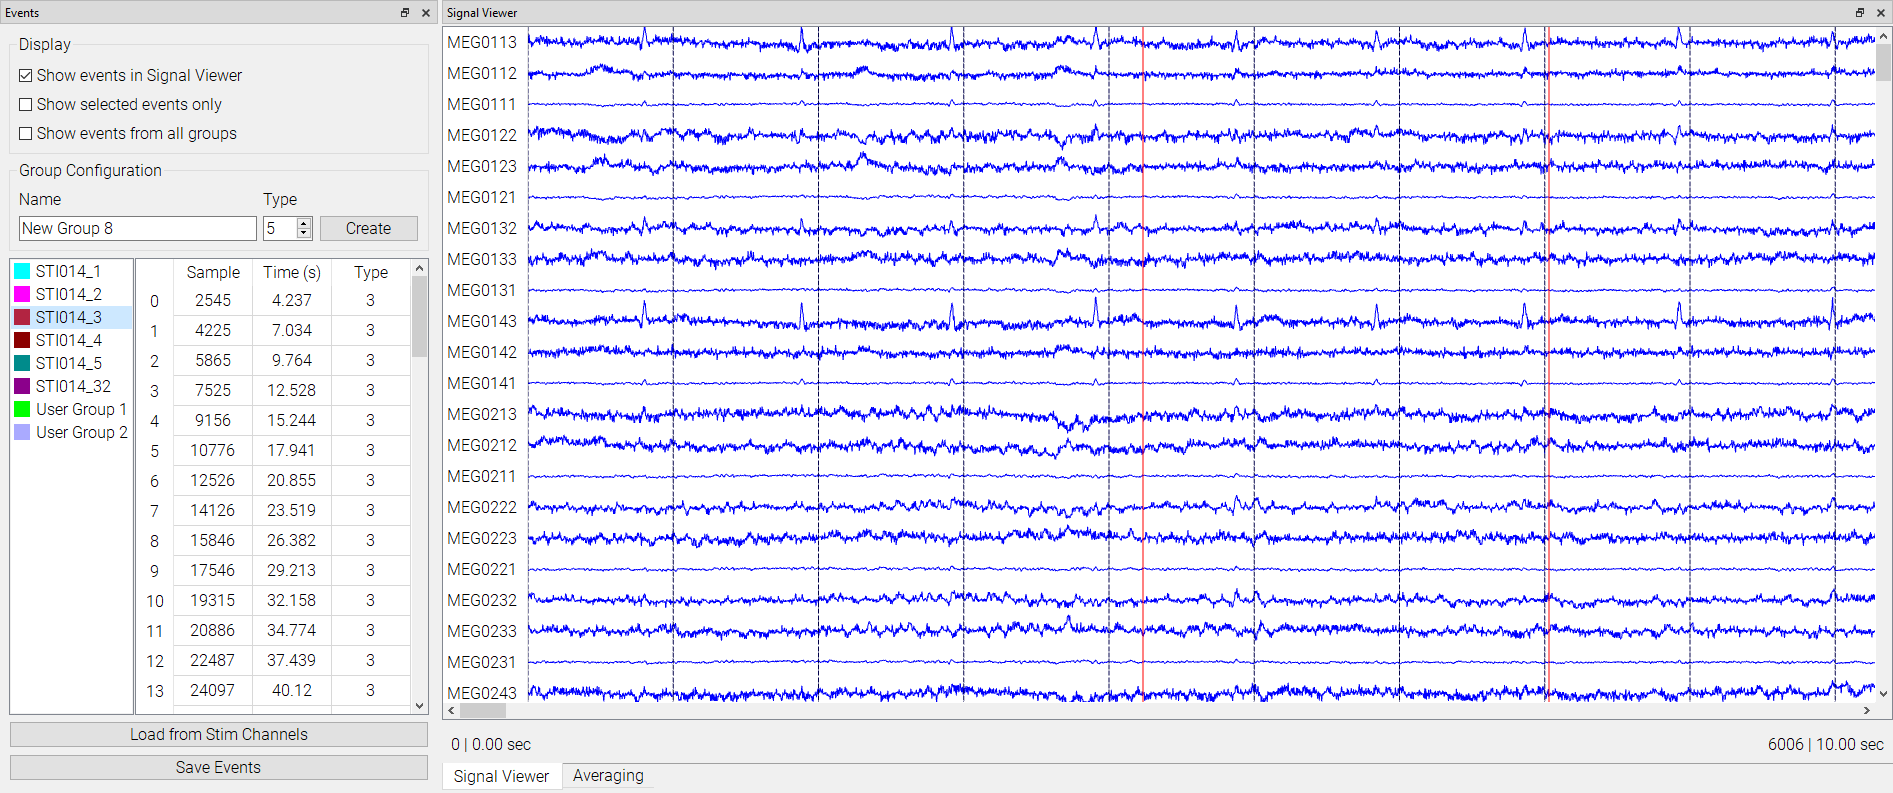 Events
Display
Show events in Signal Viewer
Show selected events only
Show events from all groups
Group Configuration
Name Type
New Group 8 5 Create
STI014_1
STI014_2
STI014_3
STI014_4
STI014_5
STI014_32
User Group 1
User Group 2
Sample Time (s) Type
0 2545 4.237 3
1 4225 7.034 3
2 5865 9.764 3
3 7525 12.528 3
4 9156 15.244 3
5 10776 17.941 3
6 12526 20.855 3
7 14126 23.519 3
8 15846 26.382 3
9 17546 29.213 3
10 19315 32.158 3
11 20886 34.774 3
12 22487 37.439 3
13 24097 40.12 3
Load from Stim Channels
Save Events
Signal Viewer
MEG0113
MEG0112
MEG0111
MEG0122
MEG0123
MEG0121
MEG0132
MEG0133
MEG0131
MEG0143
MEG0142
MEG0141
MEG0213
MEG0212
MEG0211
MEG0222
MEG0223
MEG0221
MEG0232
MEG0233
MEG0231
MEG0243
0 | 0.00 sec 6006 | 10.00 sec
Signal Viewer Averaging